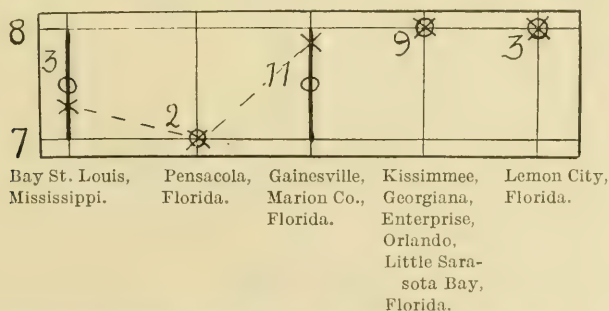 8
3
9
3
11
2
7
Bay St. Louis,
Mississippi.
Pensacola,
Florida.
Gainesville,
Marion Co.,
Florida.
Kissimmee,
Georgiana,
Enterprise,
Orlando,
Little Sara-
sota Bay,
Florida.
Lemon City,
Florida.